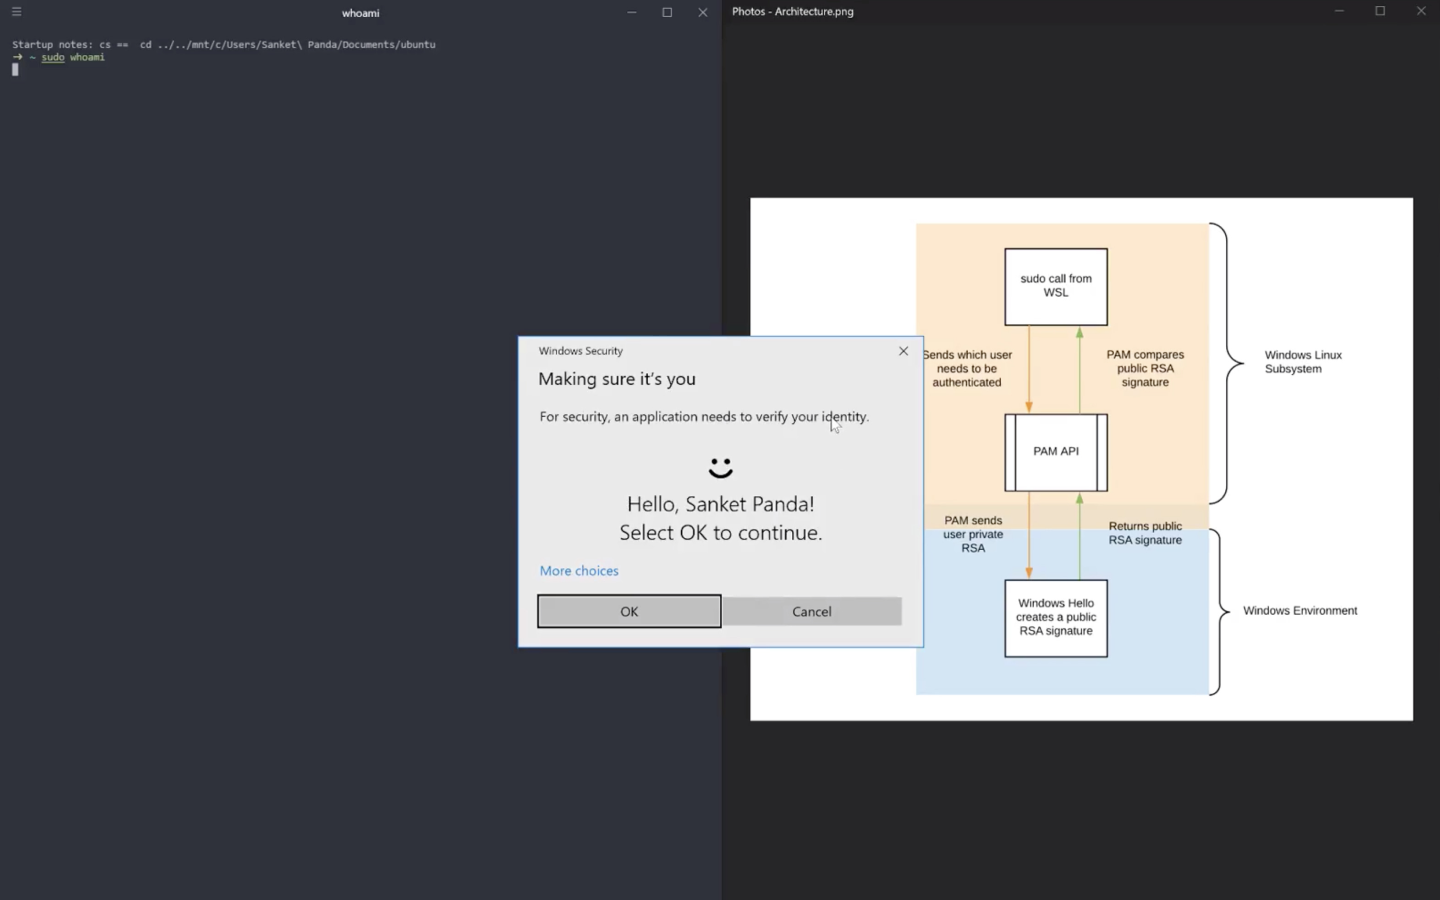 whoami
Startup notes: cs ==  cd ../../mnt/c/Users/Sanket\ Panda/Documents/ubuntu
→ ~ sudo whoami
Photos - Architecture.png
sudo call from
WSL
Sends which user
needs to be
authenticated
PAM compares
public RSA
signature
Windows Linux
Subsystem
PAM API
PAM sends
user private
RSA
Returns public
RSA signature
Windows Hello
creates a public
RSA signature
Windows Environment
Windows Security
Making sure it's you
For security, an application needs to verify your identity.
Hello, Sanket Panda!
Select OK to continue.
More choices
OK
Cancel